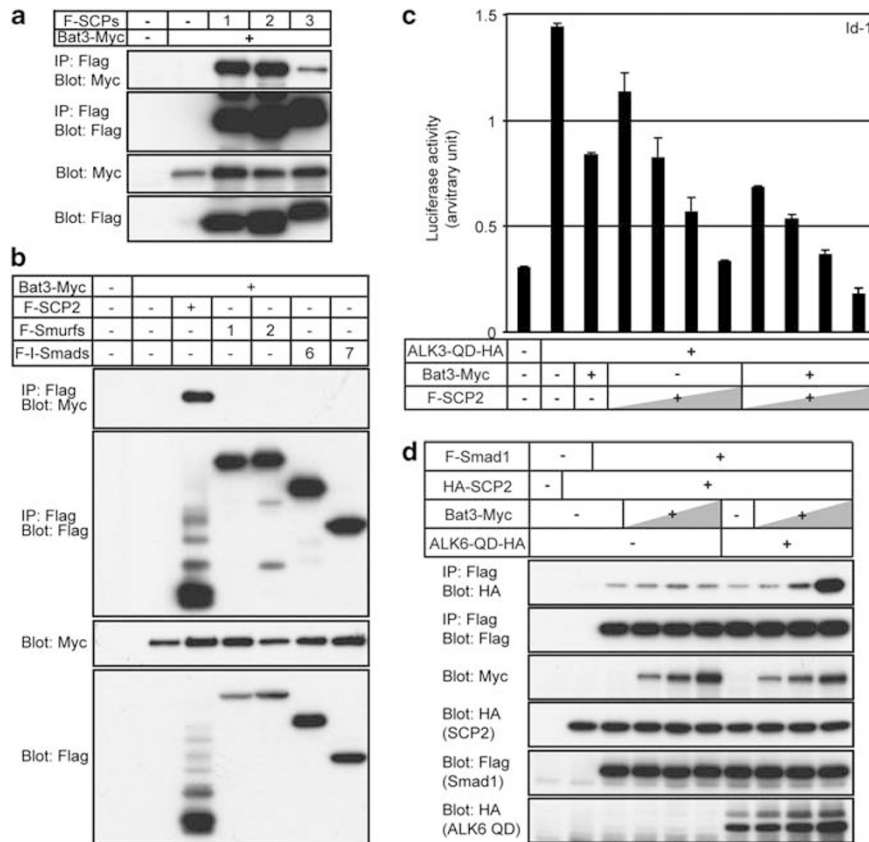 a
F-SCPs - - 1 2 3
Bat3-Myc - +
IP: Flag
Blot: Myc
IP: Flag
Blot: Flag
Blot: Myc
Blot: Flag
b
Bat3-Myc - +
F-SCP2 - - + - - - -
F-Smurfs - - - 1 2 - -
F-I-Smads - - - - - 6 7
IP: Flag
Blot: Myc
IP: Flag
Blot: Flag
Blot: Myc
Blot: Flag
c
Id-1
1.5
1
0.5
0
Luciferase activity
(arvitrary unit)
ALK3-QD-HA - +
Bat3-Myc - - + - +
F-SCP2 - - - + +
d
F-Smad1 - +
HA-SCP2 - +
Bat3-Myc - + - +
ALK6-QD-HA - +
IP: Flag
Blot: HA
IP: Flag
Blot: Flag
Blot: Myc
Blot: HA
(SCP2)
Blot: Flag
(Smad1)
Blot: HA
(ALK6 QD)